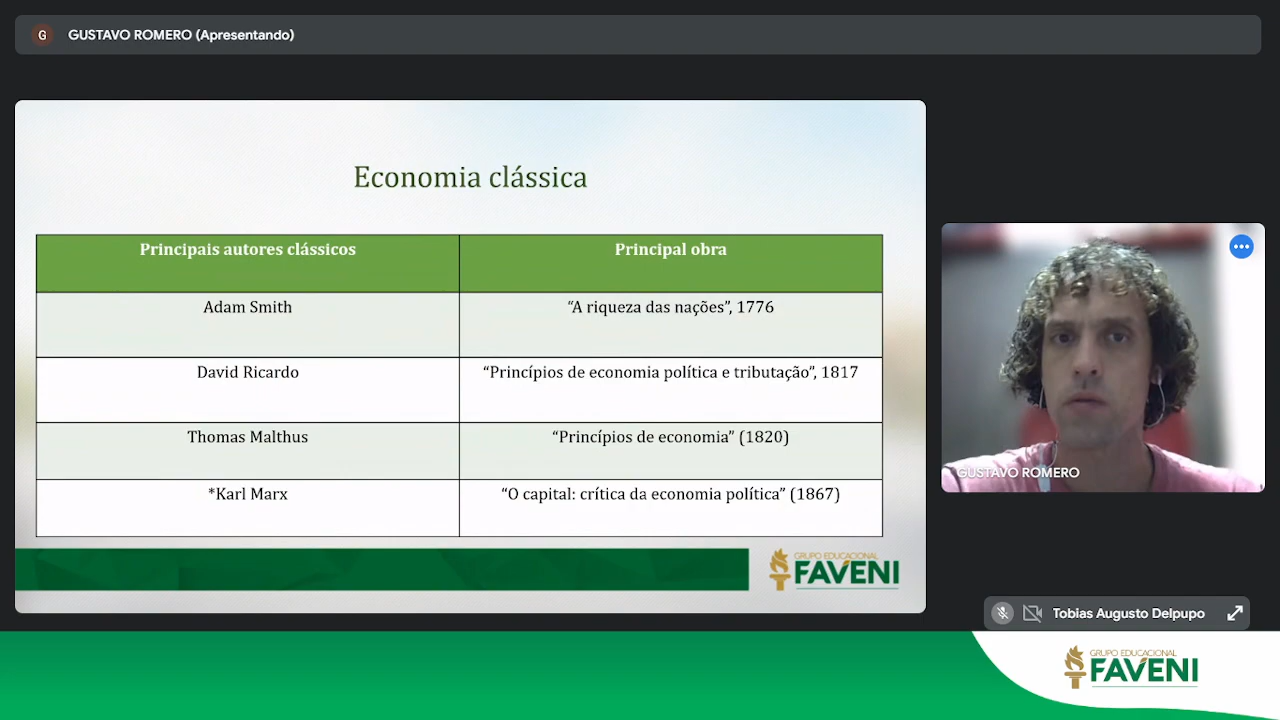 G GUSTAVO ROMERO (Apresentando)
Economia clássica
Principais autores clássicos Principal obra
Adam Smith “A riqueza das nações”, 1776
David Ricardo “Princípios de economia política e tributação”, 1817
Thomas Malthus “Princípios de economia” (1820)
*Karl Marx “O capital: crítica da economia política” (1867)
GRUPO EDUCACIONAL
FAVENI
GUSTAVO ROMERO
Tobias Augusto Delpupo
GRUPO EDUCACIONAL
FAVENI